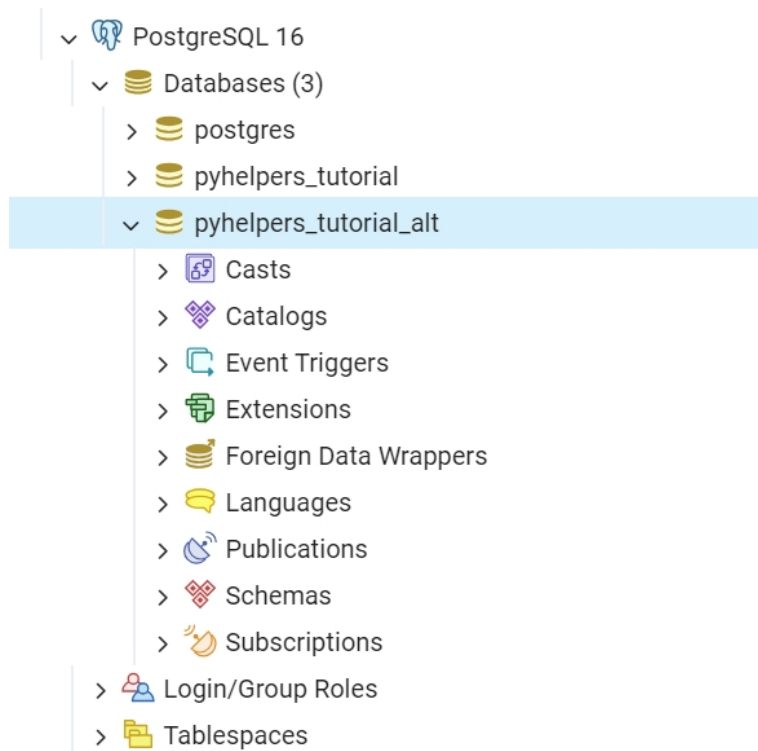 PostgreSQL 16
Databases (3)
postgres
pyhelpers_tutorial
pyhelpers_tutorial_alt
Casts
Catalogs
Event Triggers
Extensions
Foreign Data Wrappers
Languages
Publications
Schemas
Subscriptions
Login/Group Roles
Tablespaces